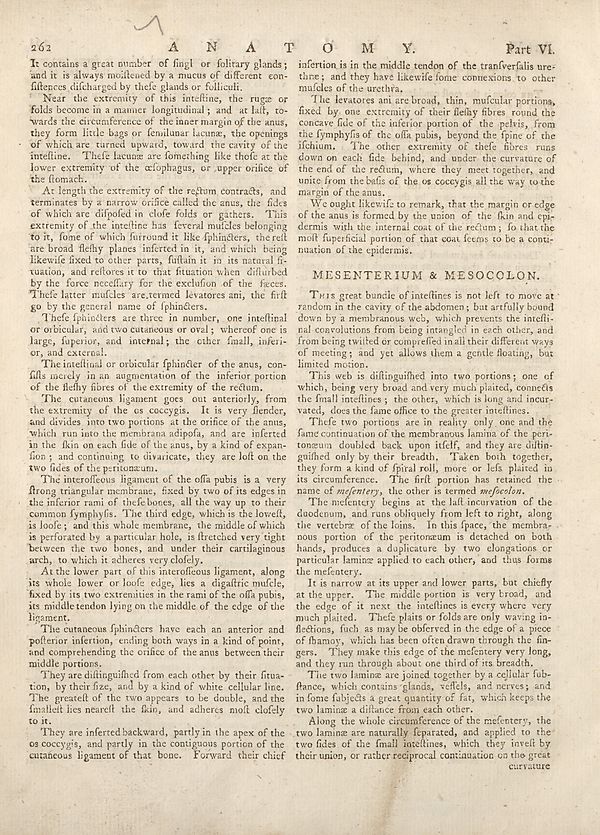 262 ANATOMY. Part VI.
It contains a great number of ſingl or ſolitary glands;
and it is always moiſtened by a mucus of different con-
ſiſtences diſcharged by theſe glands or folliculi.
Near the extremity of this inteſtine, the rugæ or
folds become in a manner longitudinal; and at laſt, to-
wards the circumference of the inner margin of the anus,
they form little bags or ſemilunar lacunæ, the openings
of which are turned upward, toward the cavity of the
inteſtine. Theſe lacunæ are ſomething like thoſe at the
lower extremity of the œſophagus, or upper orifice of
the ſtomach.
At length the extremity of the rectum contracts, and
terminates by a narrow orifice called the anus, the ſides
of which are diſpoſed in cloſe folds or gathers. This
extremity of the inteſtine has ſeveral muſcles belonging
to it, ſome of which ſurround it like ſphincters, the reſt
are broad fleſhy planes inſerted in it, and which being
likewiſe fixed to other parts, ſuſtain it in its natural ſi-
tuation, and reſtores it to that ſituation when diſturbed
by the force neceſſary for the excluſion of the fæces.
Theſe latter muſcles are termed levatores ani, the firſt
go by the general name of ſphincters.
Theſe ſphincters are three in number, one inteſtinal
or orbicular, and two cutaneous or oval; whereof one is
large, ſuperior, and internal; the other ſmall, inferi-
or, and external.
The inteſtinal or orbicular ſphincter of the anus, con-
ſiſts merely in an augmentation of the inferior portion
of the fleſhy fibres of the extremity of the rectum.
The cutaneous ligament goes out anteriorly, from
the extremity of the os coccygis. It is very ſlender,
and divides into two portions at the orifice of the anus,
which run into the membrana adipoſa, and are inſerted
in the ſkin on each ſide of the anus, by a kind of expan-
ſion; and continuing to divaricate, they are loſt on the
two ſides of the peritonæum.
The interoſſeous ligament of the oſſa pubis is a very
ſtrong triangular membrane, fixed by two of its edges in
the inferior rami of theſe bones, all the way up to their
common ſymphyſis. The third edge, which is the loweſt,
is looſe; and this whole membrane, the middle of which
is perforated by a particular hole, is ſtretched very tight
between the two bones, and under their cartilaginous
arch, to which it adheres very cloſely.
At the lower part of this interoſſeous ligament, along
its whole lower or looſe edge, lies a digaſtric muſcle,
fixed by its two extremities in the rami of the oſſa pubis,
its middle tendon lying on the middle of the edge of the
ligament.
The cutaneous ſphincters have each an anterior and
poſterior inſertion, ending both ways in a kind of point,
and comprehending the orifice of the anus between their
middle portions.
They are diſtinguiſhed from each other by their ſitua-
tion, by their ſize, and by a kind of white cellular line.
The greateſt of the two appears to be double, and the
ſmalleſt lies neareſt the ſkin, and adheres moſt cloſely
to it.
They are inſerted backward, partly in the apex of the
os coccygis, and partly in the contiguous portion of the
cutaneous ligament of that bone. Forward their chief
inſertion is in the middle tendon of the tranſverſalis ure-
thræ; and they have likewiſe ſome connexions to other
muſcles of the urethra.
The levatores ani are broad, thin, muſcular portions,
fixed by one extremity of their fleſhy fibres round the
concave ſide of the inferior portion of the pelvis, from
the ſymphyſis of the oſſa pubis, beyond the ſpine of the
iſchium. The other extremity of theſe fibres runs
down on each ſide behind, and under the curvature of
the end of the rectum, where they meet together, and
unite from the baſis of the os coccygis all the way to the
margin of the anus.
We ought likewiſe to remark, that the margin or edge
of the anus is formed by the union of the ſkin and epi-
dermis with the internal coat of the rectum; ſo that the
moſt ſuperficial portion of that coat ſeems to be a conti-
nuation of the epidermis.
MESENTERIUM & MESOCOLON.
THIS great bundle of inteſtines is not left to move at
random in the cavity of the abdomen; but artfully bound
down by a membranous web, which prevents the inteſti-
nal convolutions from being intangled in each other, and
from being twiſted or compreſſed in all their different ways
of meeting; and yet allows them a gentle floating, but
limited motion.
This web is diſtinguiſhed into two portions; one of
which, being very broad and very much plaited, connects
the ſmall inteſtines; the other, which is long and incur-
vated, does the ſame office to the greater inteſtines.
Theſe two portions are in reality only one and the
ſame continuation of the membranous lamina of the peri-
tonæum doubled back upon itſelf, and they are diſtin-
guiſhed only by their breadth. Taken both together,
they form a kind of ſpiral roll, more or leſs plaited in
its circumference. The firſt portion has retained the
name of meſentery, the other is termed meſocolon.
The meſentery begins at the laſt incurvation of the
duodenum, and runs obliquely from left to right, along
the vertebræ of the loins. In this ſpace, the membra-
nous portion of the peritonæum is detached on both
hands, produces a duplicature by two elongations or
particular laminæ applied to each other, and thus forms
the meſentery.
It is narrow at its upper and lower parts, but chiefly
at the upper. The middle portion is very broad, and
the edge of it next the inteſtines is every where very
much plaited. Theſe plaits or folds are only waving in-
flections, ſuch as may be obſerved in the edge of a piece
of ſhamoy, which has been often drawn through the fin-
gers. They make this edge of the meſentery very long,
and they run through about one third of its breadth.
The two laminæ are joined together by a cellular ſub-
ſtance, which contains glands, veſſels, and nerves; and
in ſome ſubjects a great quantity of fat, which keeps the
two laminæ a diſtance from each other.
Along the whole circumference of the meſentery, the
two laminæ are naturally ſeparated, and applied to the
two ſides of the ſmall inteſtines, which they inveſt by
their union, or rather reciprocal continuation on the great
curvature